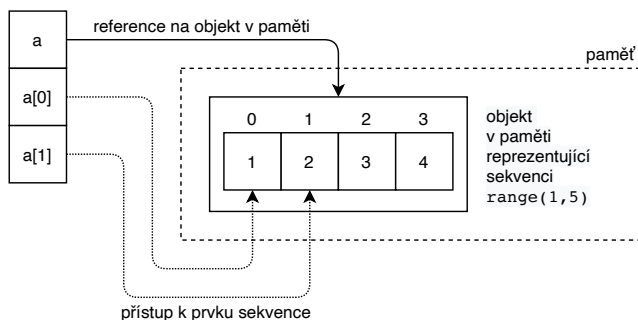 a
reference na objekt v paměti
paměť
a[0]
a[1]
0 1 2 3
1 2 3 4
objekt
v paměti
reprezentující
sekvenci
range(1,5)
přístup k prvku sekvence